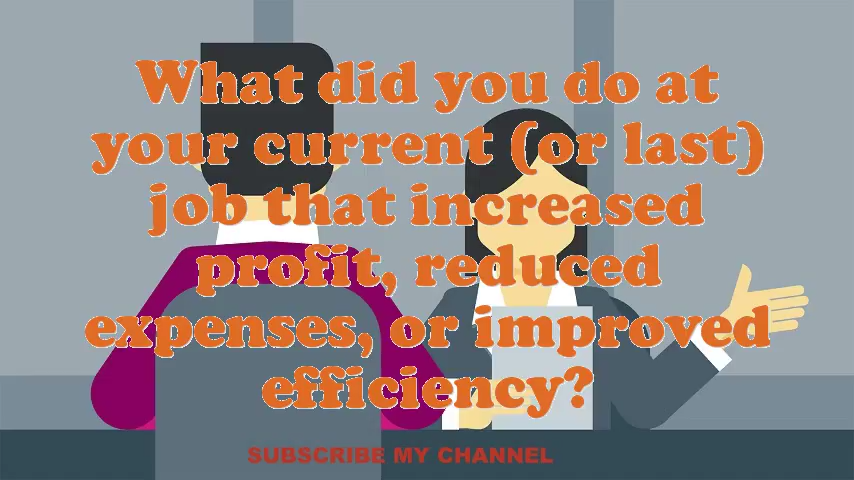 What did you do at
your current (or last)
job that increased
profit, reduced
expenses, or improved
efficiency?
SUBSCRIBE MY CHANNEL